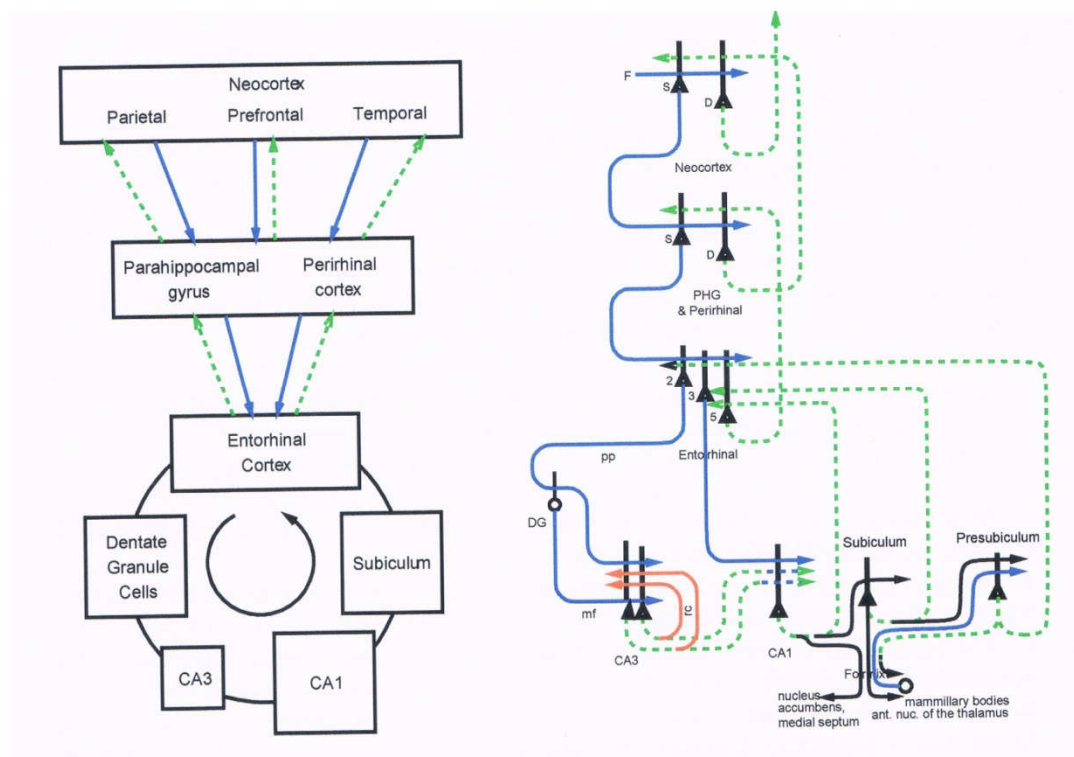 Neocortex
Parietal Prefrontal Temporal
Parahippocampal
gyrus
Perirhinal
cortex
Entorhinal
Cortex
Dentate
Granule
Cells
Subiculum
CA3
CA1
F
S
D
Neocortex
S
D
PHG
& Perirhinal
2
3
5
pp
Entorhinal
DG
mf
rc
CA3
CA1
Subiculum
Presubiculum
Fornix
nucleus
accumbens,
medial septum
mammillary bodies
ant. nuc. of the thalamus